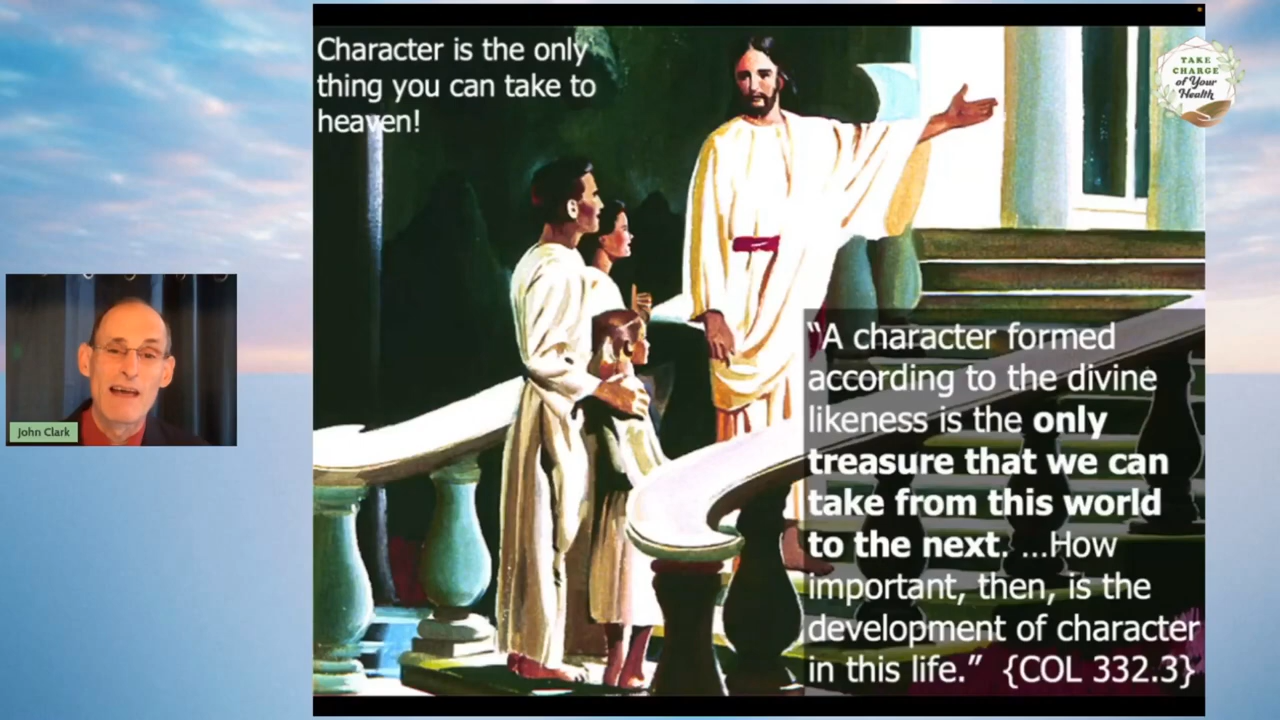 Character is the only
thing you can take to
heaven!
TAKE
CHARGE
of Your
Health
“A character formed
according to the divine
likeness is the only
treasure that we can
take from this world
to the next. ...How
important, then, is the
development of character
in this life.” {COL 332.3}
John Clark